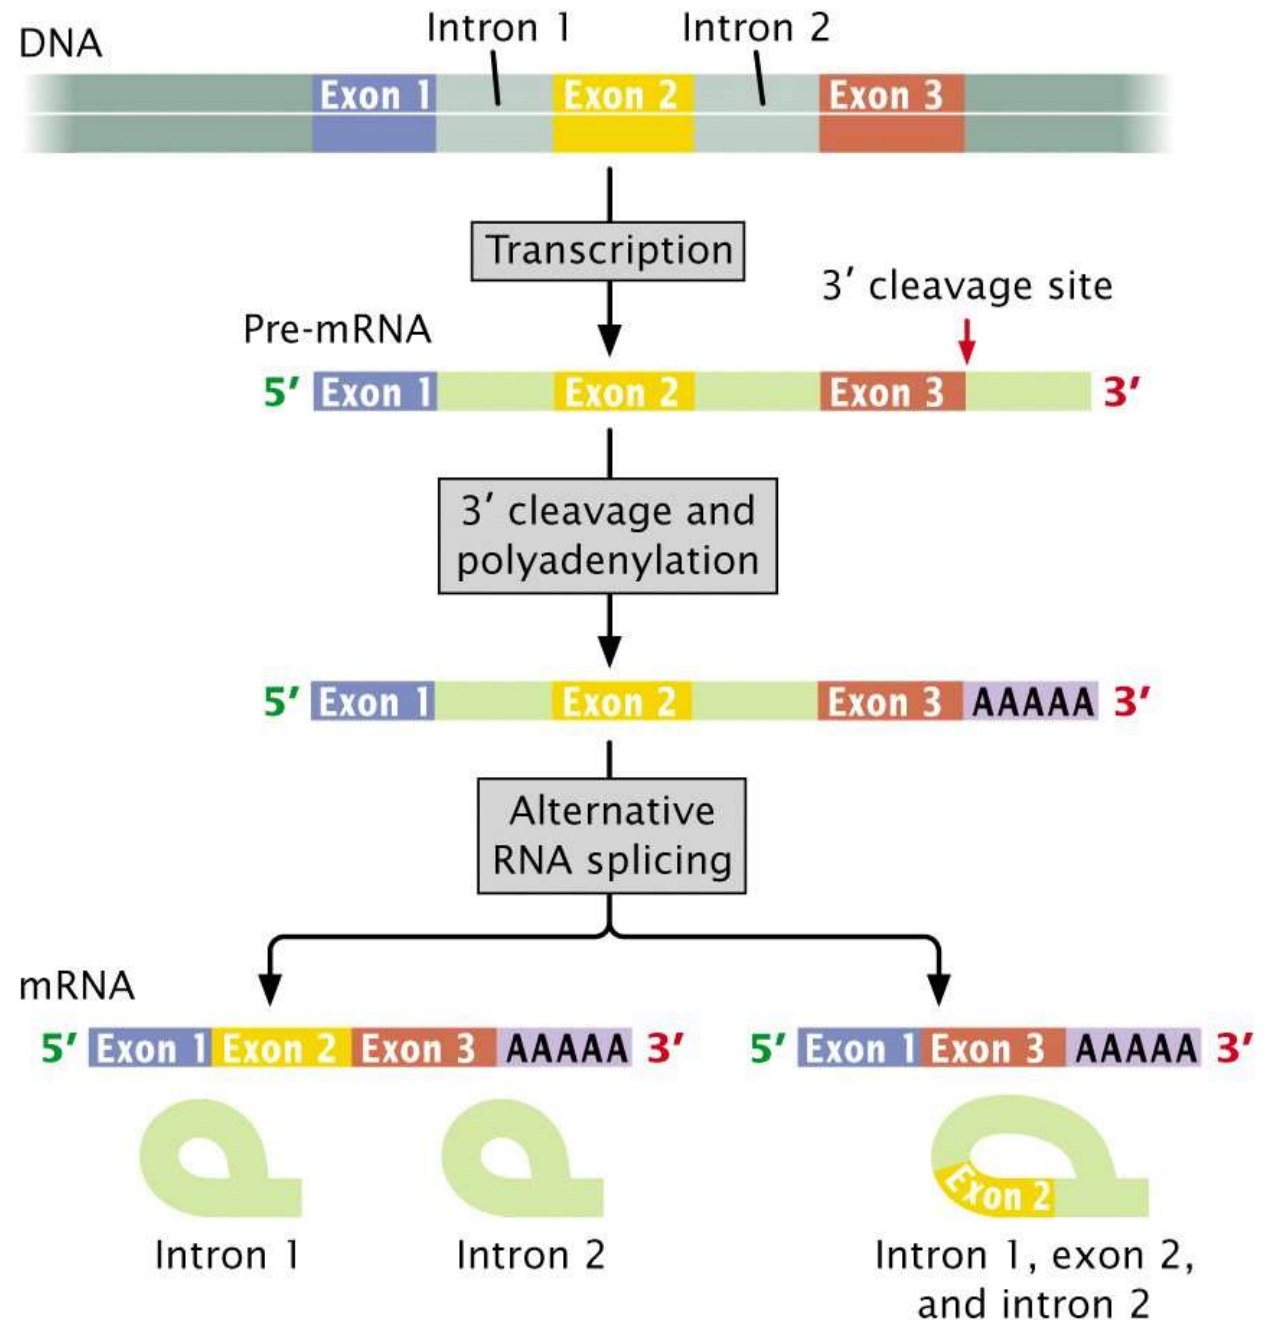 Intron 1 Intron 2
DNA
Exon 1 Exon 2 Exon 3
Transcription
3′ cleavage site
Pre-mRNA
5′ Exon 1 Exon 2 Exon 3 3′
3′ cleavage and
polyadenylation
5′ Exon 1 Exon 2 Exon 3 AAAAA 3′
Alternative
RNA splicing
mRNA
5′ Exon 1 Exon 2 Exon 3 AAAAA 3′
5′ Exon 1 Exon 3 AAAAA 3′
Exon 2
Intron 1 Intron 2
Intron 1, exon 2,
and intron 2